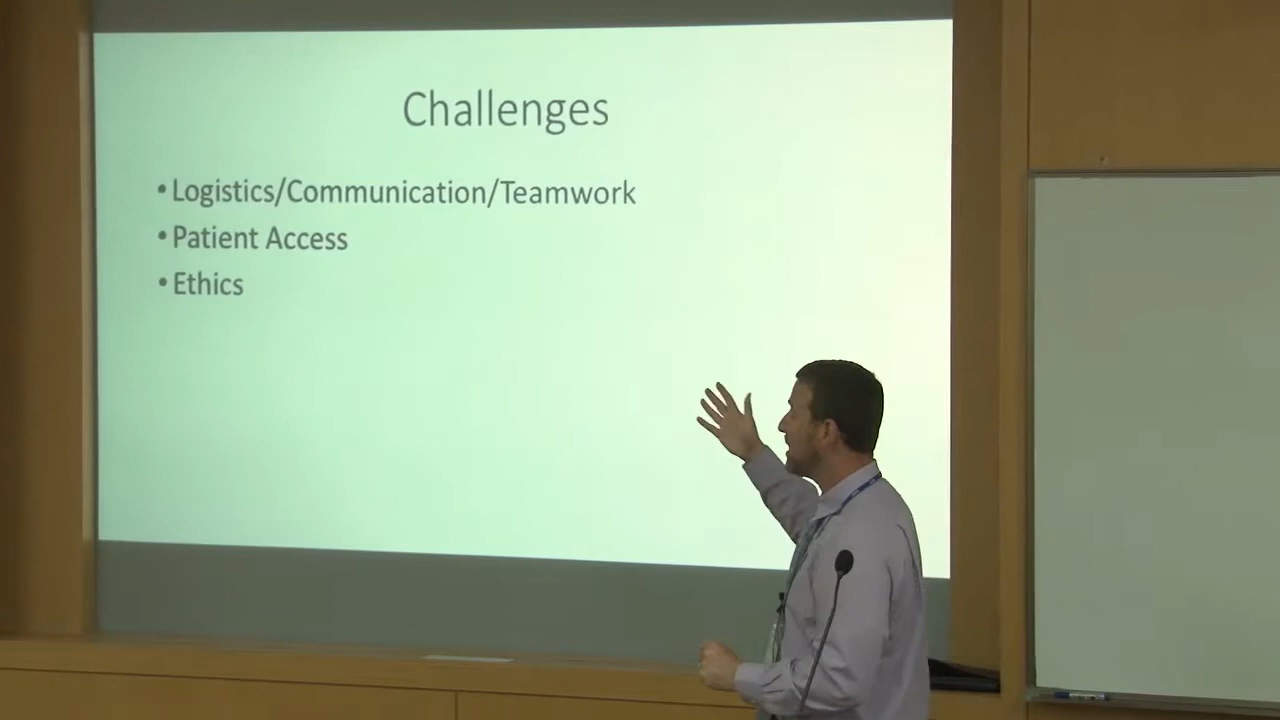 Challenges
• Logistics/Communication/Teamwork
• Patient Access
• Ethics